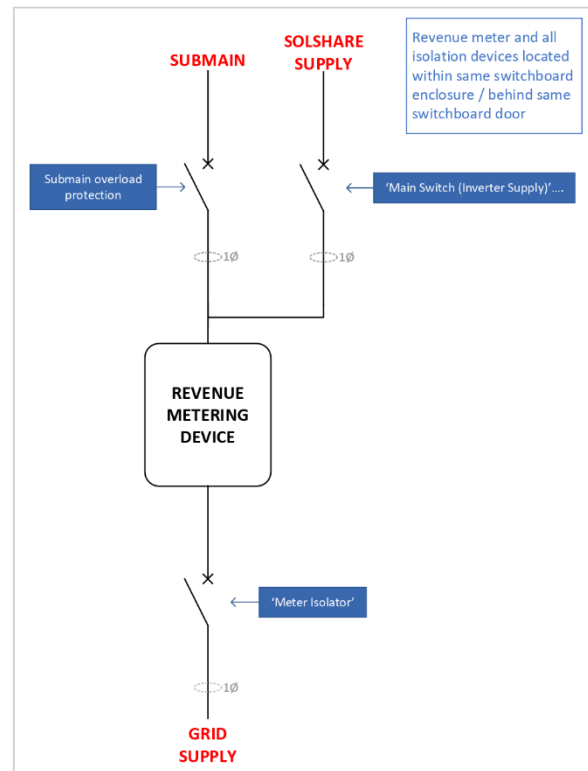 SUBMAIN
SOLSHARE
SUPPLY
Revenue meter and all
isolation devices located
within same switchboard
enclosure / behind same
switchboard door
Submain overload
protection
‘Main Switch (Inverter Supply)’....
1Ø
1Ø
REVENUE
METERING
DEVICE
‘Meter Isolator’
1Ø
GRID
SUPPLY